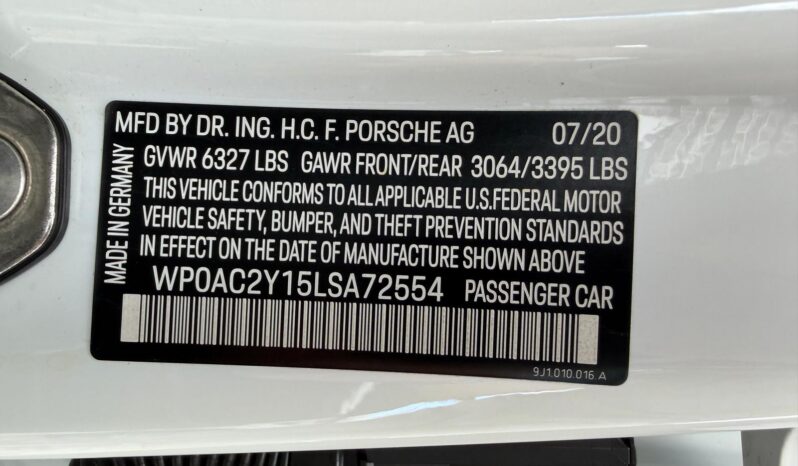 MFD BY DR. ING. H.C. F. PORSCHE AG 07/20
GVWR 6327 LBS GAWR FRONT/REAR 3064/3395 LBS
THIS VEHICLE CONFORMS TO ALL APPLICABLE U.S.FEDERAL MOTOR
VEHICLE SAFETY, BUMPER, AND THEFT PREVENTION STANDARDS
IN EFFECT ON THE DATE OF MANUFACTURE SHOWN ABOVE
WP0AC2Y15LSA72554 PASSENGER CAR
9J1.010.016.A
MADE IN GERMANY